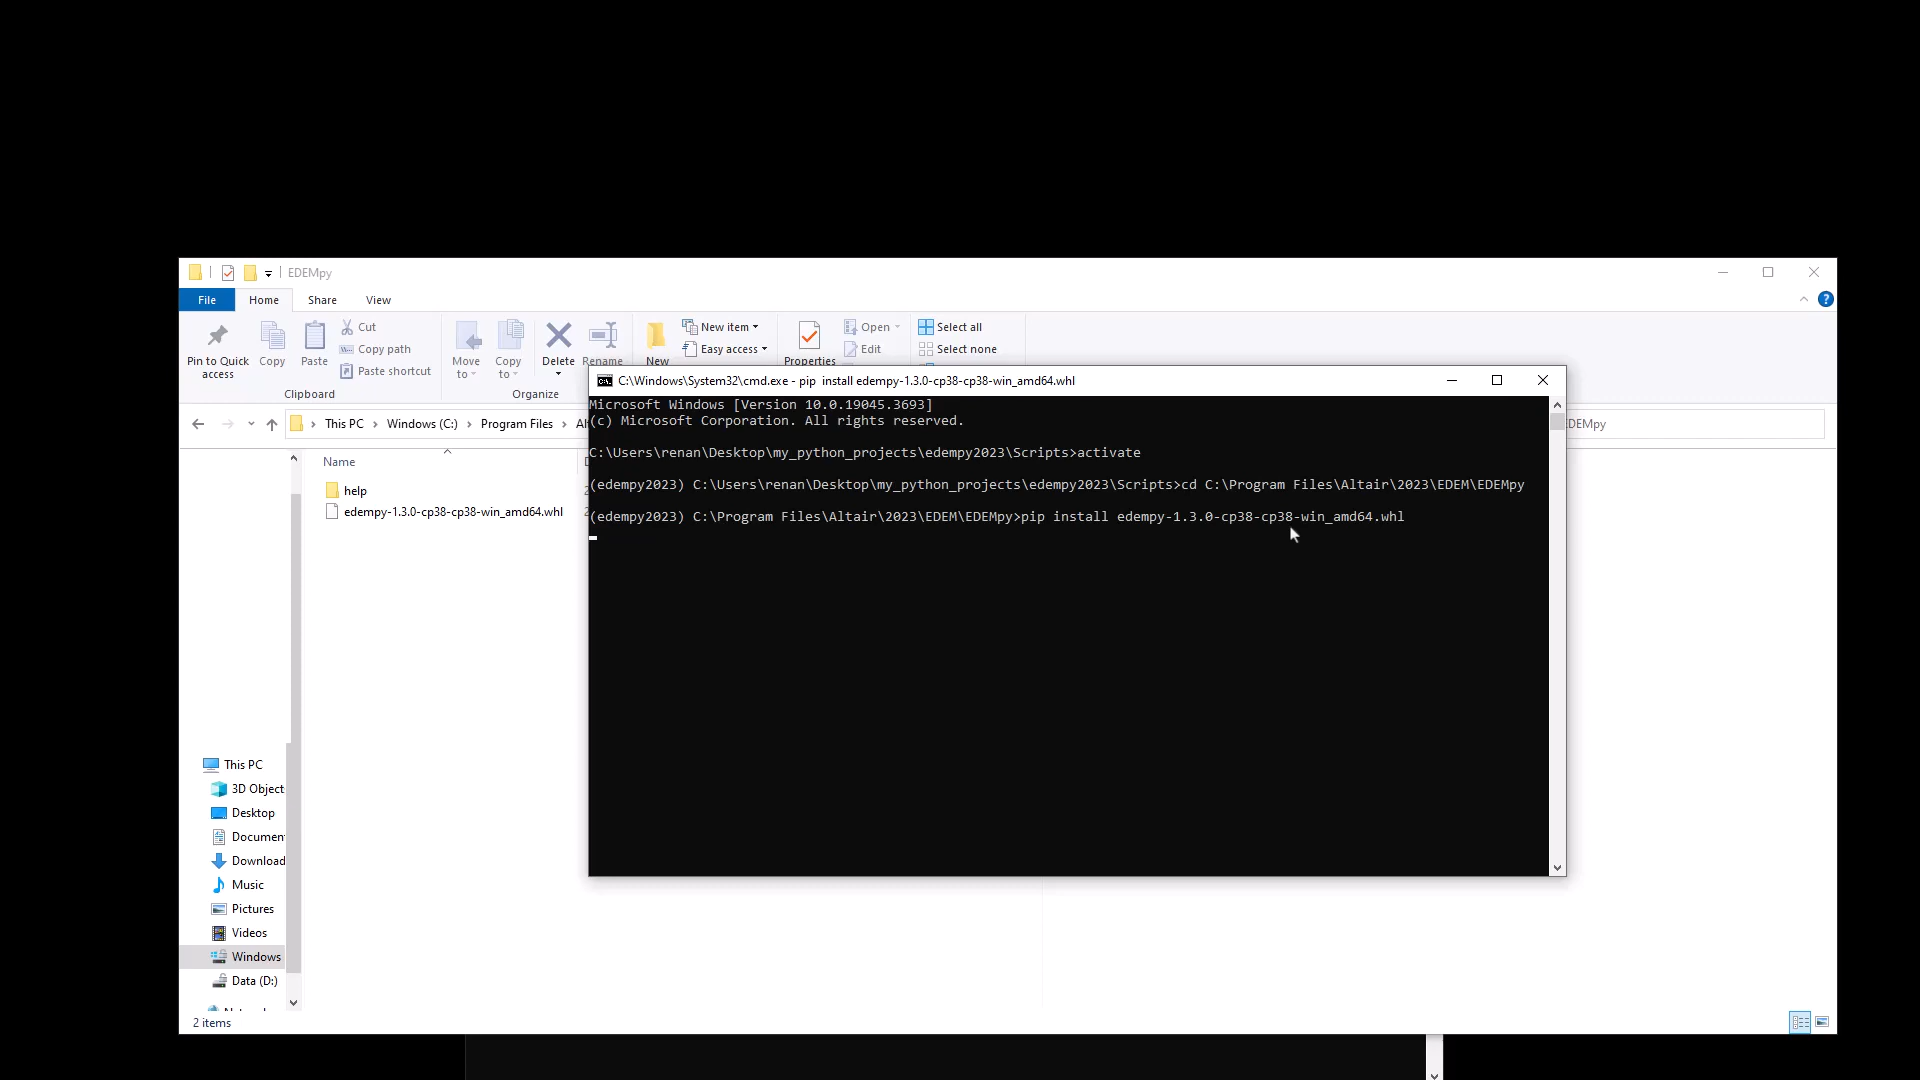 EDEMpy
File Home Share View
Pin to Quick access
Copy
Paste
Cut
Copy path
Paste shortcut
Clipboard
Move to
Copy to
Delete
Rename
Organize
New
New item
Easy access
Properties
Open
Edit
Select all
Select none
This PC > Windows (C:) > Program Files >
EDEMpy
Name
help
edempy-1.3.0-cp38-cp38-win_amd64.whl
C:\Windows\System32\cmd.exe - pip  install edempy-1.3.0-cp38-cp38-win_amd64.whl
Microsoft Windows [Version 10.0.19045.3693]
(c) Microsoft Corporation. All rights reserved.
C:\Users\renan\Desktop\my_python_projects\edempy2023\Scripts>activate
(edempy2023) C:\Users\renan\Desktop\my_python_projects\edempy2023\Scripts>cd C:\Program Files\Altair\2023\EDEM\EDEMpy
(edempy2023) C:\Program Files\Altair\2023\EDEM\EDEMpy>pip install edempy-1.3.0-cp38-cp38-win_amd64.whl
This PC
3D Object
Desktop
Documen
Download
Music
Pictures
Videos
Windows
Data (D:)
2 items